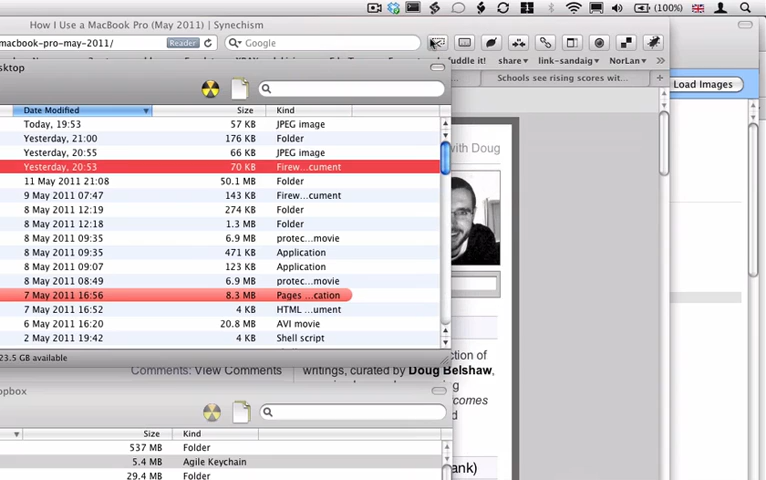 (100%)
How I Use a MacBook Pro (May 2011) | Synechism
macbook-pro-may-2011/
Reader
Google
uddle it!
share▾
link-sandaig▾
NorLan▾
sktop
Schools see rising scores wit...
Load Images
Date Modified
Size
Kind
Today, 19:53 57 KB JPEG image
Yesterday, 21:00 176 KB Folder
Yesterday, 20:55 66 KB JPEG image
Yesterday, 20:53 70 KB Firew...cument
11 May 2011 21:08 50.1 MB Folder
9 May 2011 07:47 143 KB Firew...cument
8 May 2011 12:19 274 KB Folder
8 May 2011 12:18 1.3 MB Folder
8 May 2011 09:35 6.9 MB protec...movie
8 May 2011 09:35 471 KB Application
8 May 2011 09:07 123 KB Application
8 May 2011 08:49 6.9 MB protec...movie
7 May 2011 16:56 8.3 MB Pages ...cation
7 May 2011 16:52 4 KB HTML ...ument
6 May 2011 16:20 20.8 MB AVI movie
2 May 2011 19:42 4 KB Shell script
with Doug
23.5 GB available
ction of
Comments: View Comments
writings, curated by Doug Belshaw,
opbox
comes
d
ank)
Size
Kind
537 MB Folder
5.4 MB Agile Keychain
29.4 MB Folder